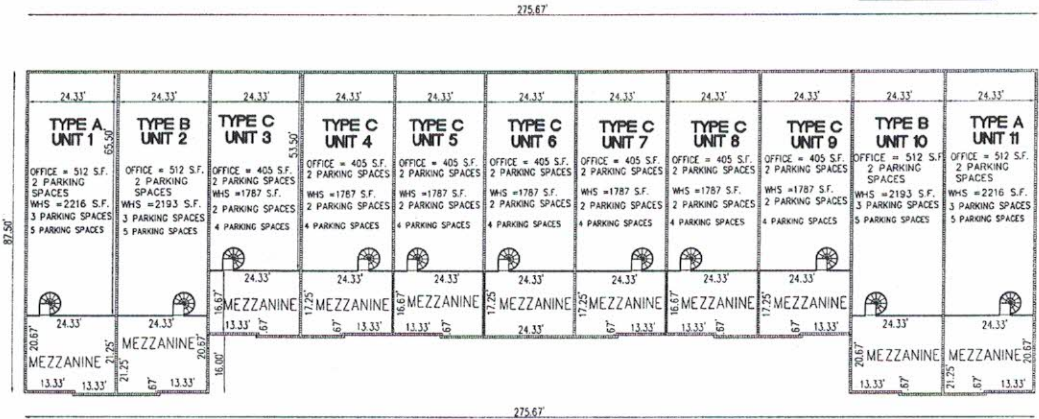 275.67'
87.50'
24.33' 24.33' 24.33' 24.33' 24.33' 24.33' 24.33' 24.33' 24.33' 24.33' 24.33'
TYPE A
UNIT 1
65.50'
OFFICE = 512 S.F.
2 PARKING
SPACES
WHS =2216 S.F.
3 PARKING SPACES
5 PARKING SPACES
24.33'
20.67'
MEZZANINE
21.25'
13.33' 13.33'
TYPE B
UNIT 2
OFFICE = 512 S.F.
2 PARKING
SPACES
WHS =2193 S.F.
3 PARKING SPACES
5 PARKING SPACES
24.33'
MEZZANINE
20.67'
21.25'
.67' 13.33'
TYPE C
UNIT 3
53.50'
OFFICE = 405 S.F.
2 PARKING SPACES
WHS =1787 S.F.
2 PARKING SPACES
4 PARKING SPACES
24.33'
16.67'
MEZZANINE
13.33' .67'
16.00'
TYPE C
UNIT 4
OFFICE = 405 S.F.
2 PARKING SPACES
WHS =1787 S.F.
2 PARKING SPACES
4 PARKING SPACES
24.33'
17.25'
MEZZANINE
.67' 13.33'
TYPE C
UNIT 5
OFFICE = 405 S.F.
2 PARKING SPACES
WHS =1787 S.F.
2 PARKING SPACES
4 PARKING SPACES
24.33'
16.67'
MEZZANINE
13.33' .67'
TYPE C
UNIT 6
OFFICE = 405 S.F.
2 PARKING SPACES
WHS =1787 S.F.
2 PARKING SPACES
4 PARKING SPACES
24.33'
17.25'
MEZZANINE
24.33'
TYPE C
UNIT 7
OFFICE = 405 S.F.
2 PARKING SPACES
WHS =1787 S.F.
2 PARKING SPACES
4 PARKING SPACES
24.33'
17.25'
MEZZANINE
.67' 13.33'
TYPE C
UNIT 8
OFFICE = 405 S.F.
2 PARKING SPACES
WHS =1787 S.F.
2 PARKING SPACES
4 PARKING SPACES
24.33'
16.67'
MEZZANINE
13.33' .67'
TYPE C
UNIT 9
OFFICE = 405 S.F.
2 PARKING SPACES
WHS =1787 S.F.
2 PARKING SPACES
4 PARKING SPACES
24.33'
17.25'
MEZZANINE
.67' 13.33'
TYPE B
UNIT 10
OFFICE = 512 S.F
2 PARKING
SPACES
WHS =2193 S.F.
3 PARKING SPACES
5 PARKING SPACES
24.33'
20.67'
MEZZANINE
13.33' .67'
TYPE A
UNIT 11
OFFICE = 512 S.F.
2 PARKING
SPACES
WHS =2216 S.F.
3 PARKING SPACES
5 PARKING SPACES
24.33'
MEZZANINE
20.67'
21.25'
.67' 13.33'
275.67'